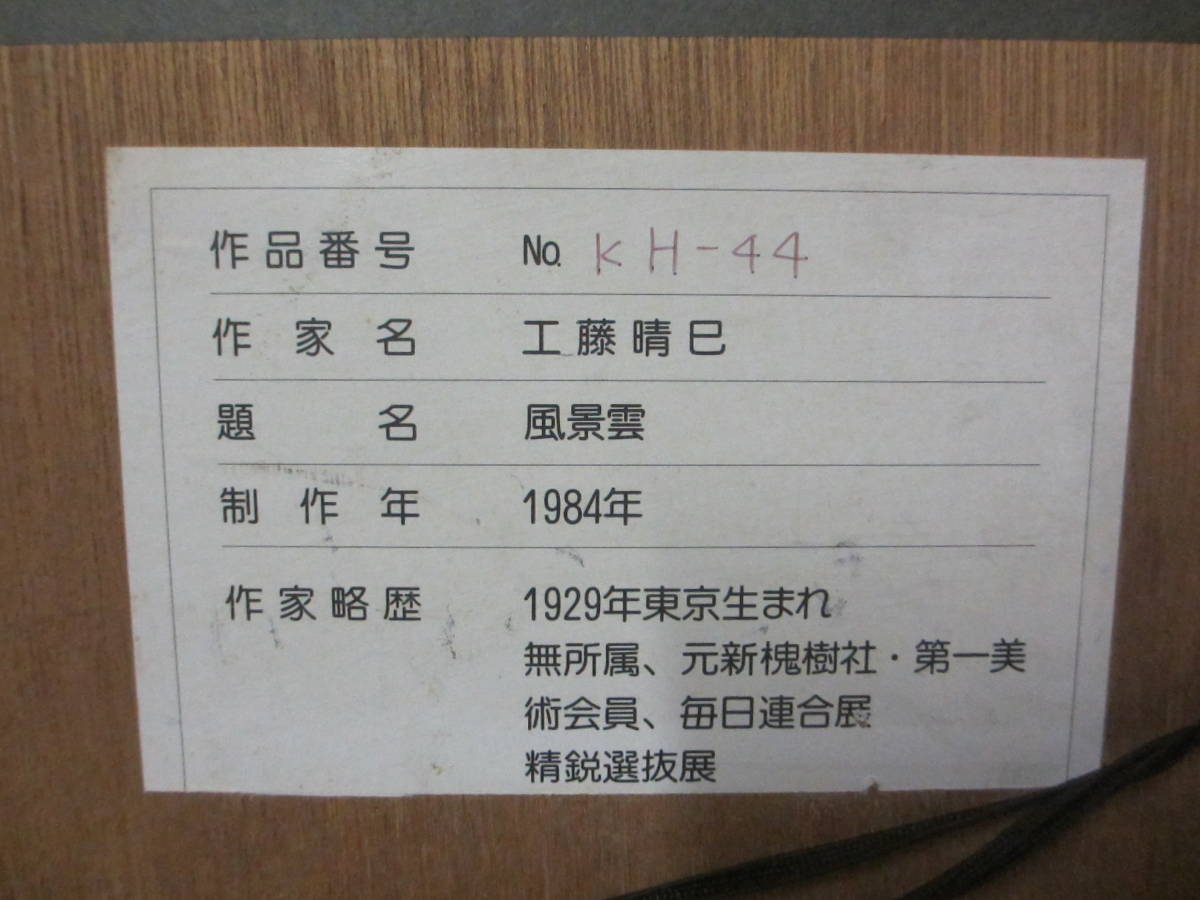 作品番号 No. KH-44
作家名 工藤晴巳
題名 風景雲
制作年 1984年
作家略歴 1929年東京生まれ
無所属、元新槐樹社・第一美
術会員、毎日連合展
精鋭選抜展